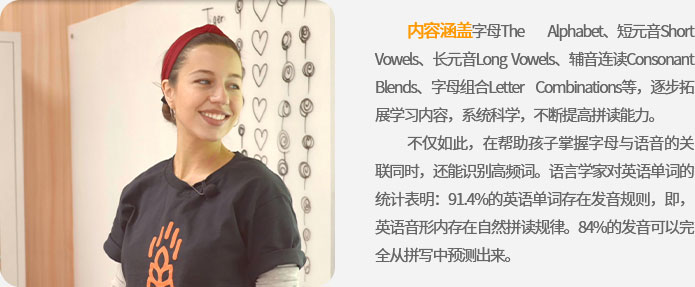 Tiger
内容涵盖字母The Alphabet、短元音Short
Vowels、长元音Long Vowels、辅音连读Consonant
Blends、字母组合Letter Combinations等，逐步拓
展学习内容，系统科学，不断提高拼读能力。
不仅如此，在帮助孩子掌握字母与语音的关
联同时，还能识别高频词。语言学家对英语单词的
统计表明：91.4%的英语单词存在发音规则，即，
英语音形内存在自然拼读规律。84%的发音可以完
全从拼写中预测出来。